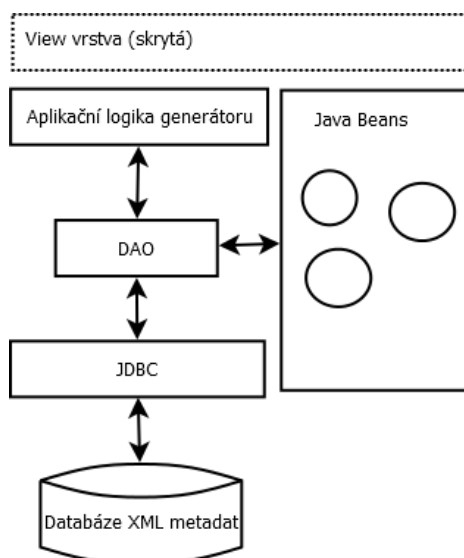 View vrstva (skrytá)
Aplikační logika generátoru
Java Beans
DAO
JDBC
Databáze XML metadat